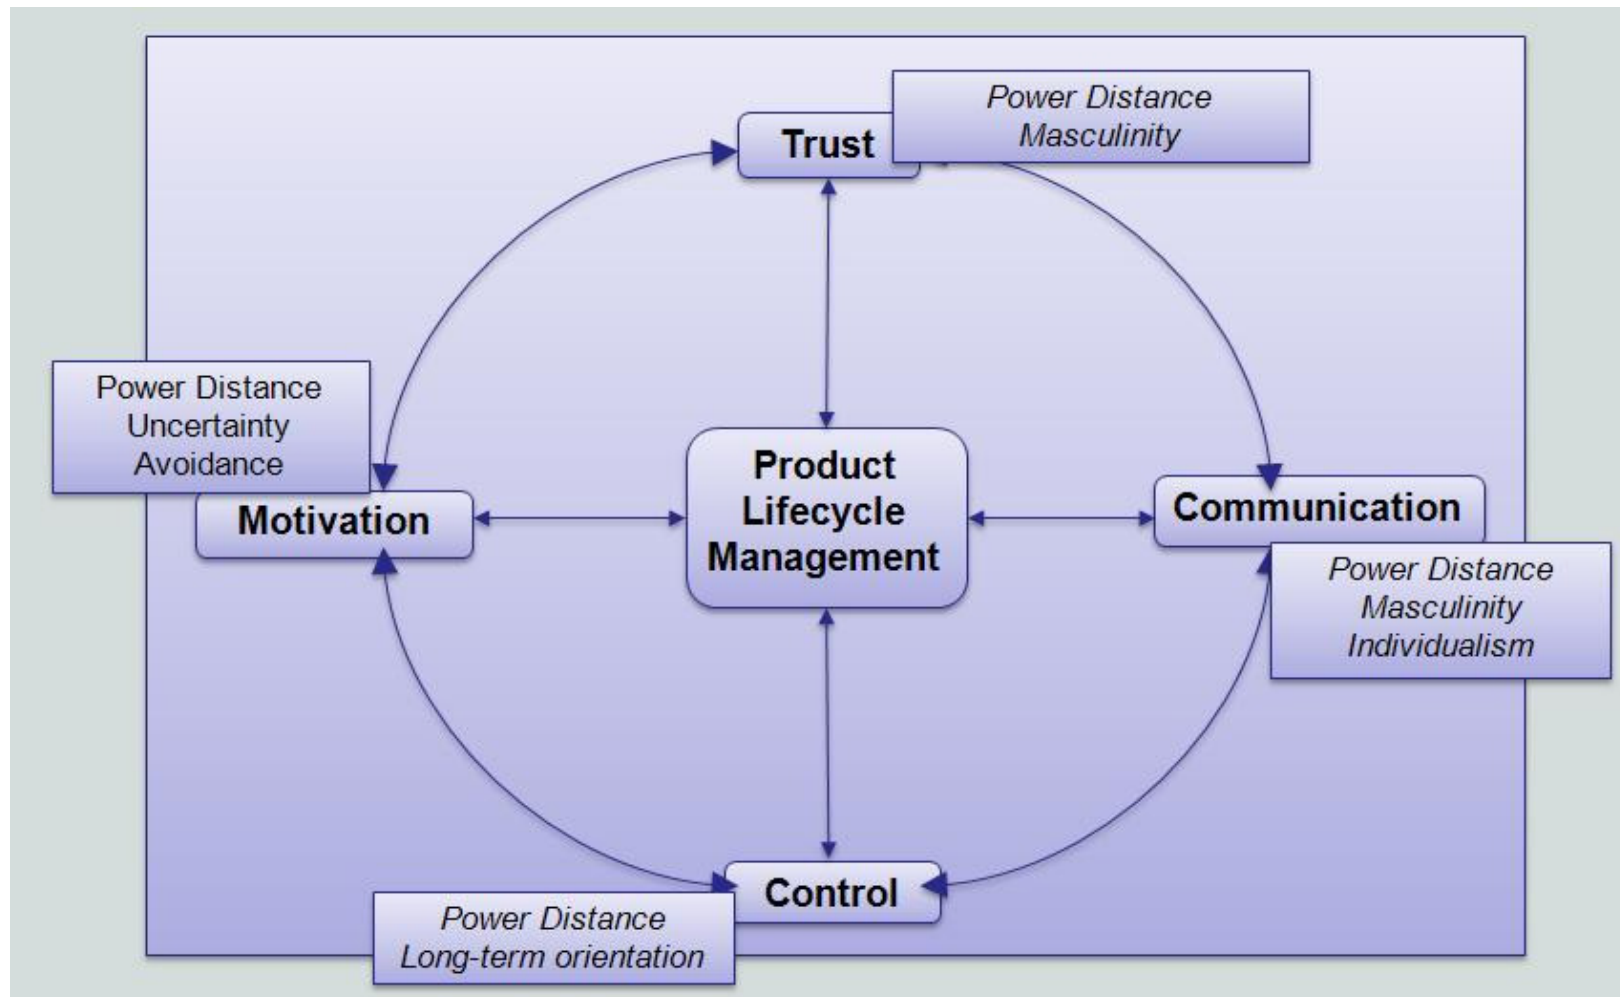 Power Distance
Masculinity
Trust
Power Distance
Uncertainty
Avoidance
Motivation
Product
Lifecycle
Management
Communication
Power Distance
Masculinity
Individualism
Control
Power Distance
Long-term orientation